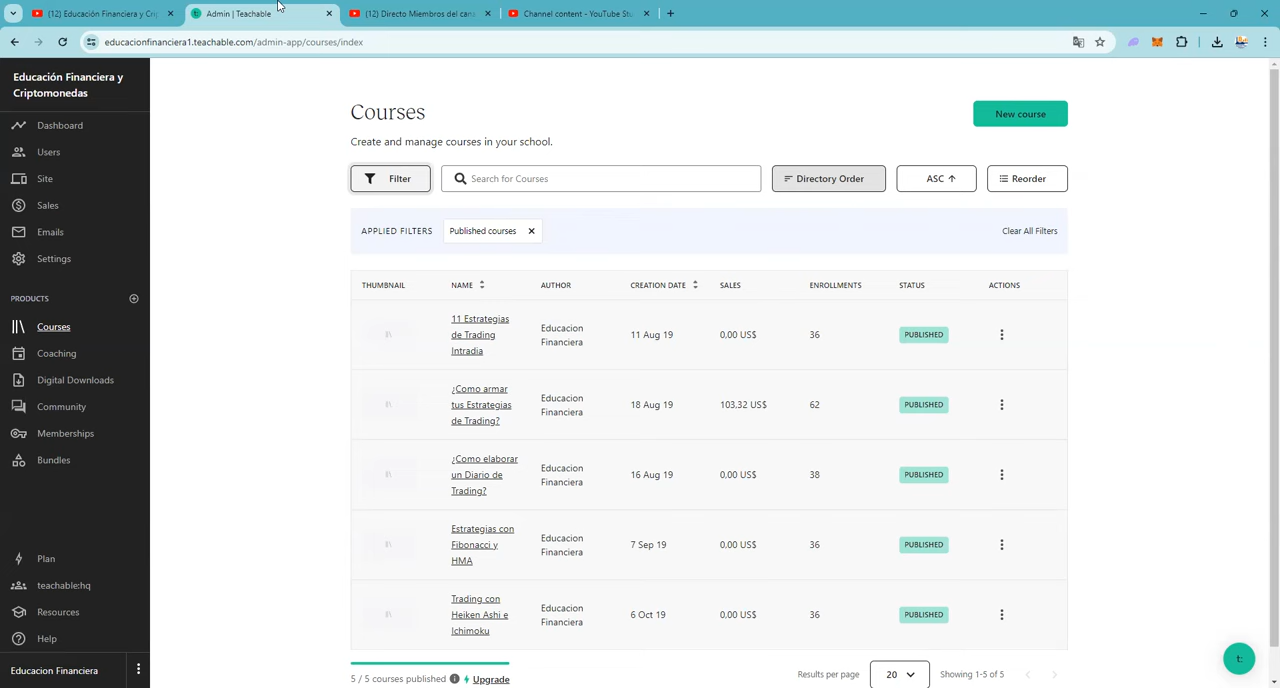 (12) Educación Financiera y Cri
Admin | Teachable
(12) Directo Miembros del cana
Channel content - YouTube Stu
educacionfinanciera1.teachable.com/admin-app/courses/index
Educación Financiera y
Criptomonedas
Dashboard
Users
Site
Sales
Emails
Settings
PRODUCTS
Courses
Coaching
Digital Downloads
Community
Memberships
Bundles
Plan
teachable:hq
Resources
Help
Educacion Financiera
Courses
New course
Create and manage courses in your school.
Filter
Search for Courses
Directory Order
ASC ↑
Reorder
APPLIED FILTERS
Published courses ×
Clear All Filters
THUMBNAIL NAME AUTHOR CREATION DATE SALES ENROLLMENTS STATUS ACTIONS
11 Estrategias
de Trading
Intradia
Educacion
Financiera
11 Aug 19
0,00 US$
36
PUBLISHED
¿Como armar
tus Estrategias
de Trading?
Educacion
Financiera
18 Aug 19
103,32 US$
62
PUBLISHED
¿Como elaborar
un Diario de
Trading?
Educacion
Financiera
16 Aug 19
0,00 US$
38
PUBLISHED
Estrategias con
Fibonacci y
HMA
Educacion
Financiera
7 Sep 19
0,00 US$
36
PUBLISHED
Trading con
Heiken Ashi e
Ichimoku
Educacion
Financiera
6 Oct 19
0,00 US$
36
PUBLISHED
5 / 5 courses published
Upgrade
Results per page
20
Showing 1-5 of 5
t: